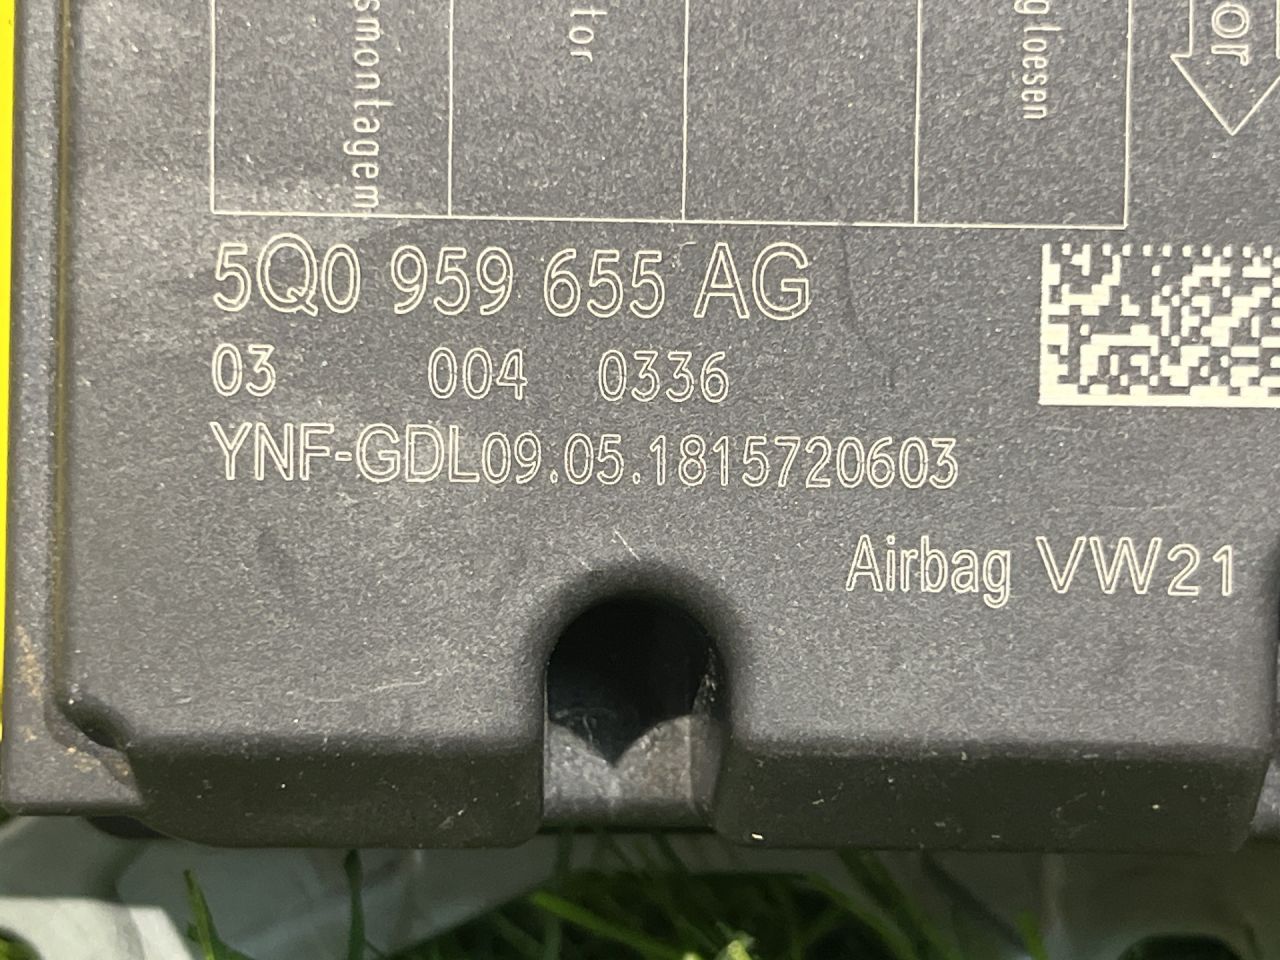 smontagem
tor
gloesen
or
5Q0 959 655 AG
03 004 0336
YNF-GDL09.05.1815720603
Airbag VW21